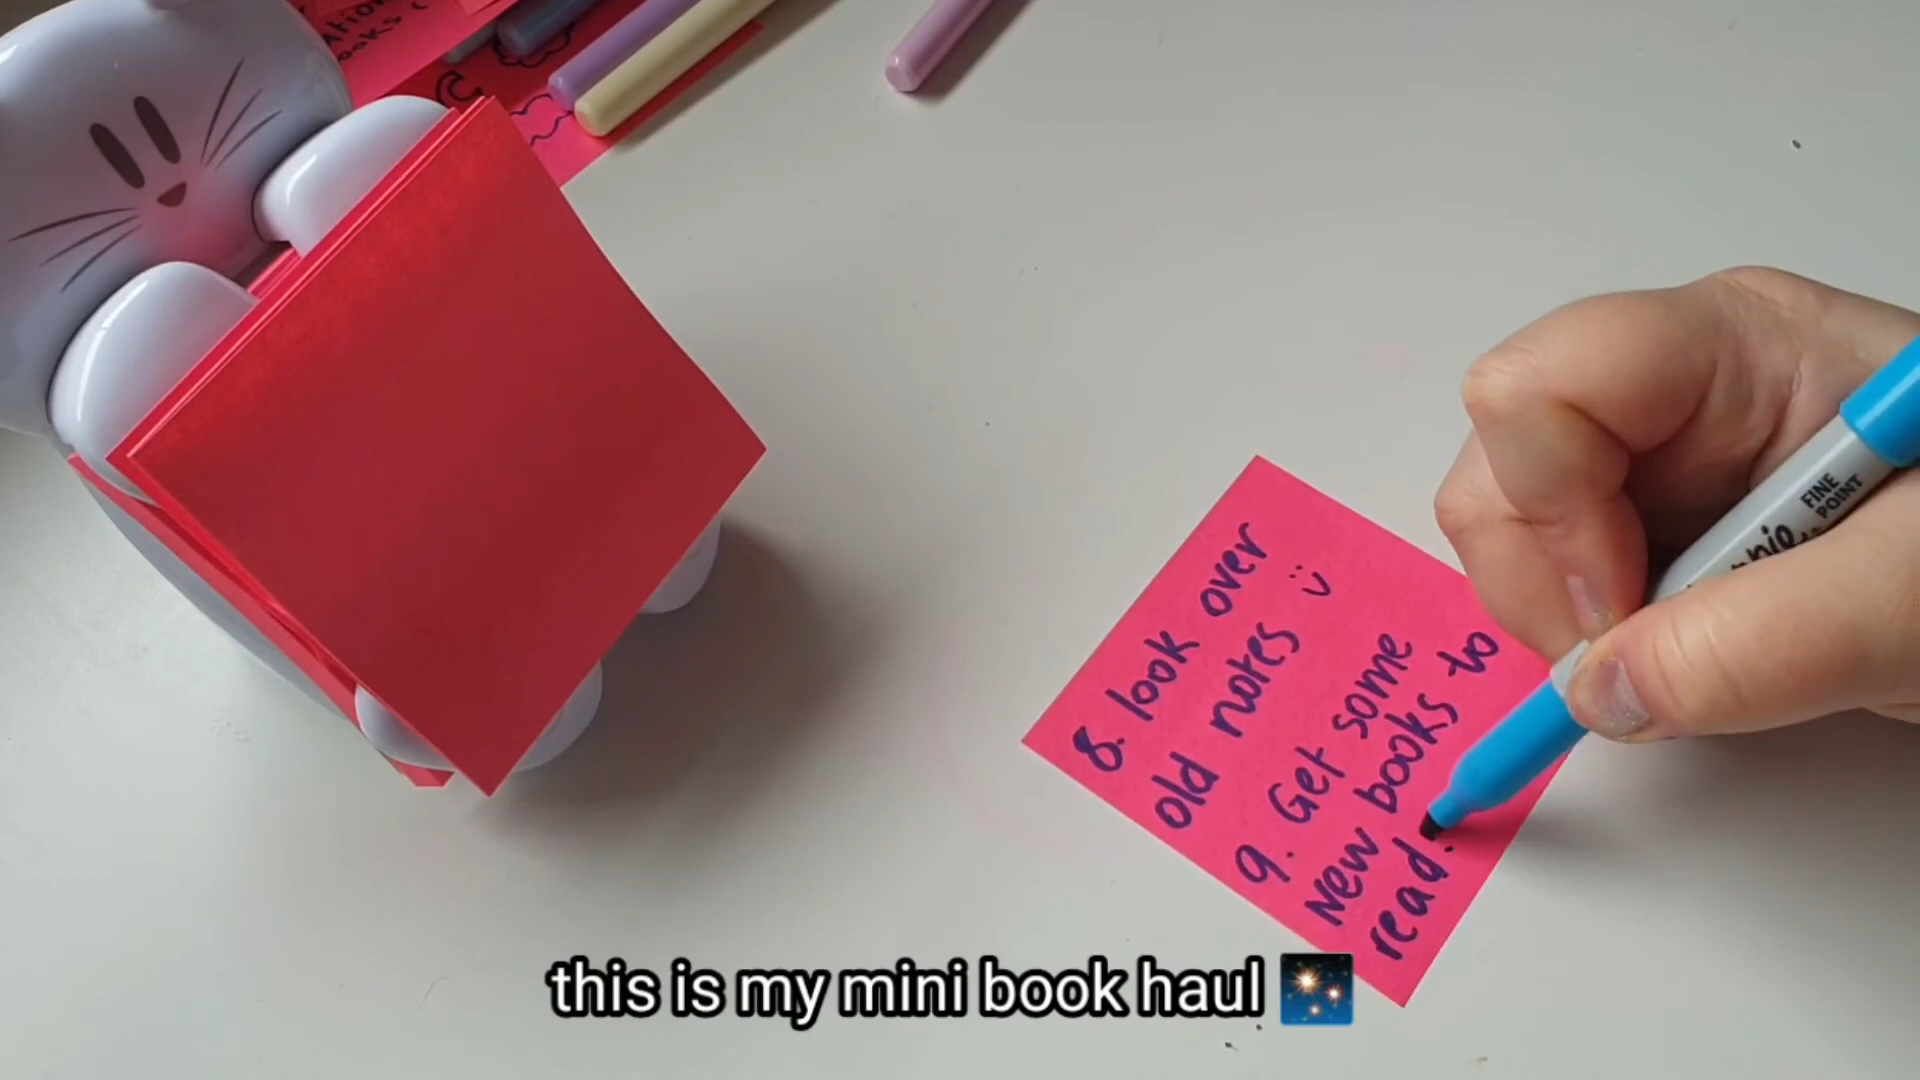 8. look over
old notes :)
9. Get some
New books to
read.
FINE
POINT
this is my mini book haul